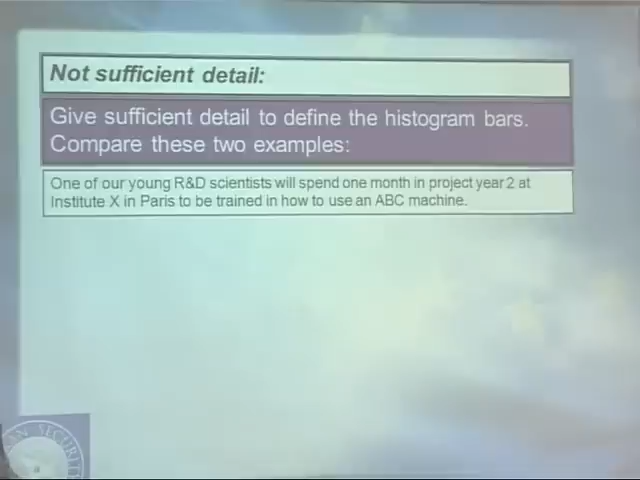 Not sufficient detail:
Give sufficient detail to define the histogram bars.
Compare these two examples:
One of our young R&D scientists will spend one month in project year 2 at
Institute X in Paris to be trained in how to use an ABC machine.